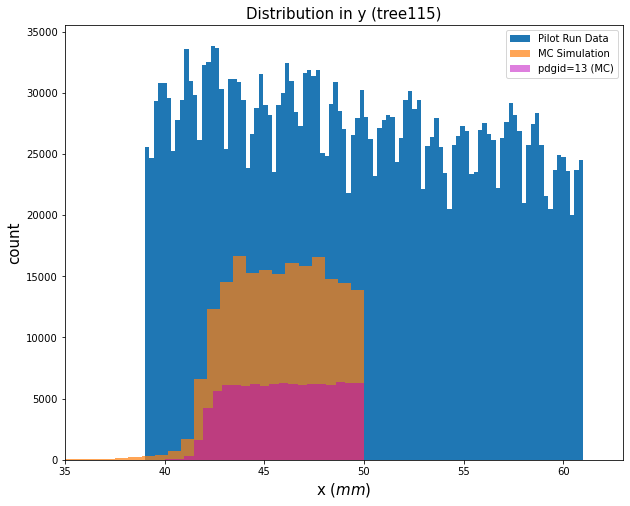 Distribution in y (tree115)
Pilot Run Data
MC Simulation
pdgid=13 (MC)
35000
30000
25000
20000
15000
10000
5000
0
count
35 40 45 50 55 60
x (mm)